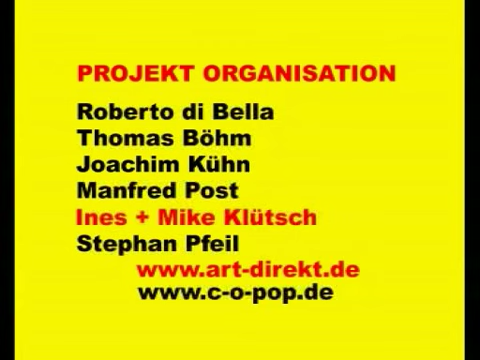 PROJEKT ORGANISATION
Roberto di Bella
Thomas Böhm
Joachim Kühn
Manfred Post
Ines + Mike Klütsch
Stephan Pfeil
www.art-direkt.de
www.c-o-pop.de